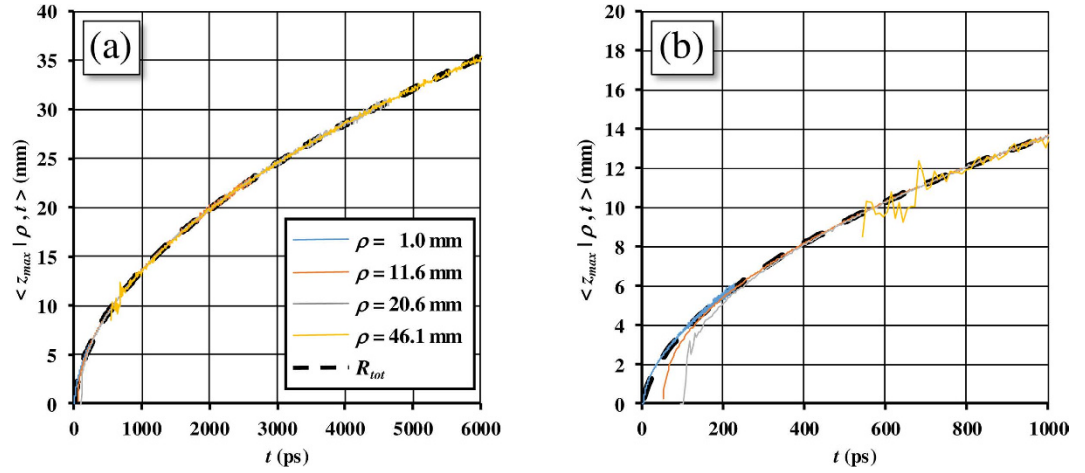 (a)
40
35
30
25
20
15
10
5
0
< z_max | ρ, t > (mm)
0 1000 2000 3000 4000 5000 6000
t (ps)
ρ = 1.0 mm
ρ = 11.6 mm
ρ = 20.6 mm
ρ = 46.1 mm
R_tot
(b)
20
18
16
14
12
10
8
6
4
2
0
< z_max | ρ, t > (mm)
0 200 400 600 800 1000
t (ps)